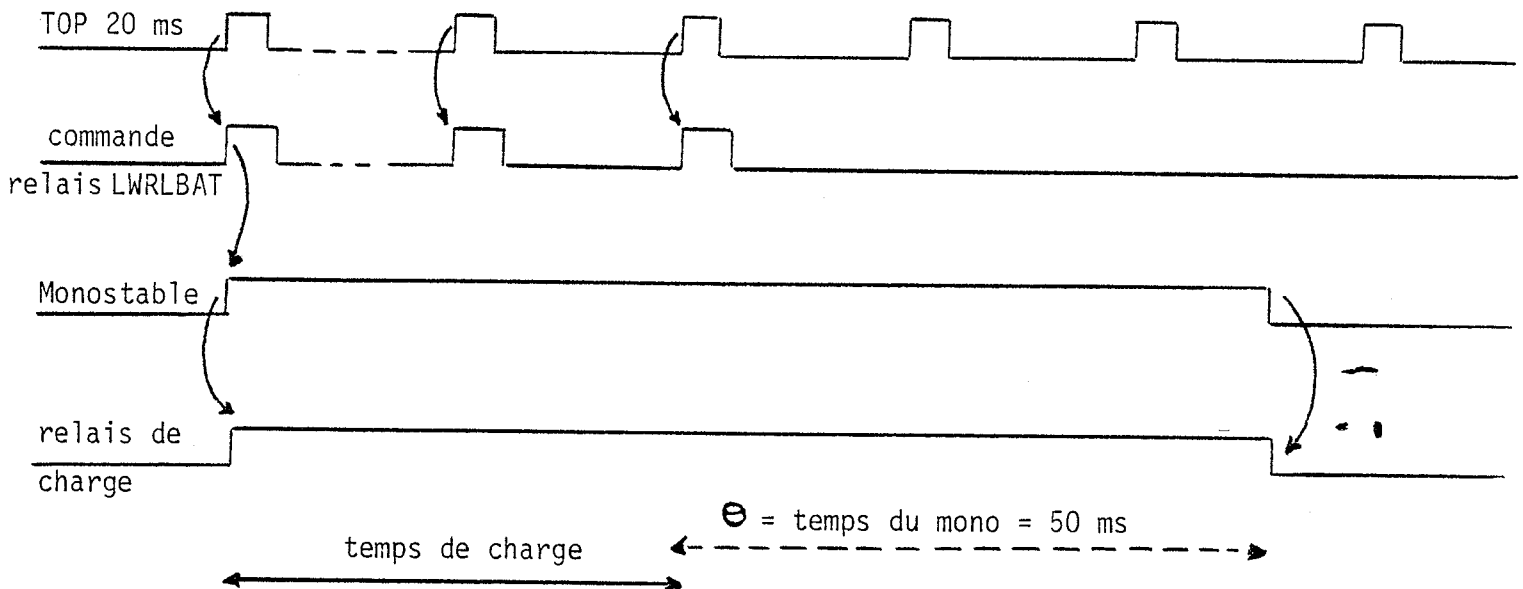 TOP 20 ms
commande
relais LWRLBAT
Monostable
relais de
charge
Θ = temps du mono = 50 ms
temps de charge